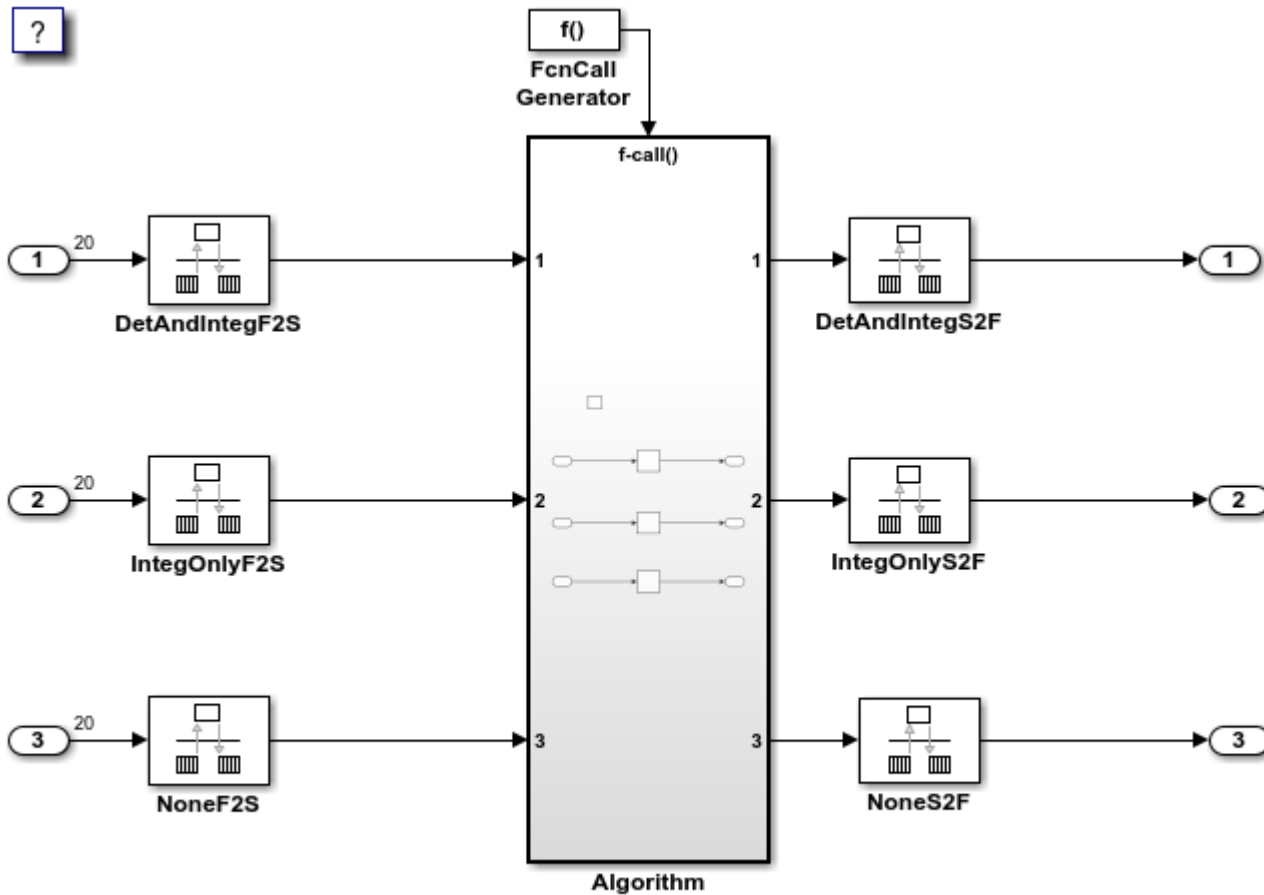 ?
f()
FcnCall
Generator
f-call()
20
1
1
1
1
DetAndIntegF2S
DetAndIntegS2F
20
2
2
2
2
IntegOnlyF2S
IntegOnlyS2F
20
3
3
3
3
NoneF2S
NoneS2F
Algorithm